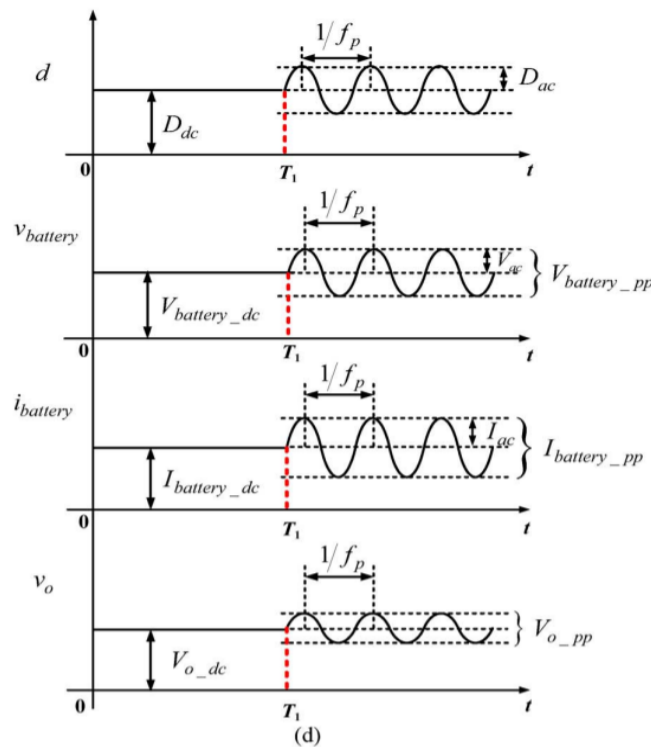 1/f_p
d
D_ac
D_dc
0 T_1 t
1/f_p
v_battery
V_ac
V_battery_pp
V_battery_dc
0 T_1 t
1/f_p
i_battery
I_ac
I_battery_pp
I_battery_dc
0 T_1 t
1/f_p
v_o
V_o_pp
V_o_dc
0 T_1 t
(d)